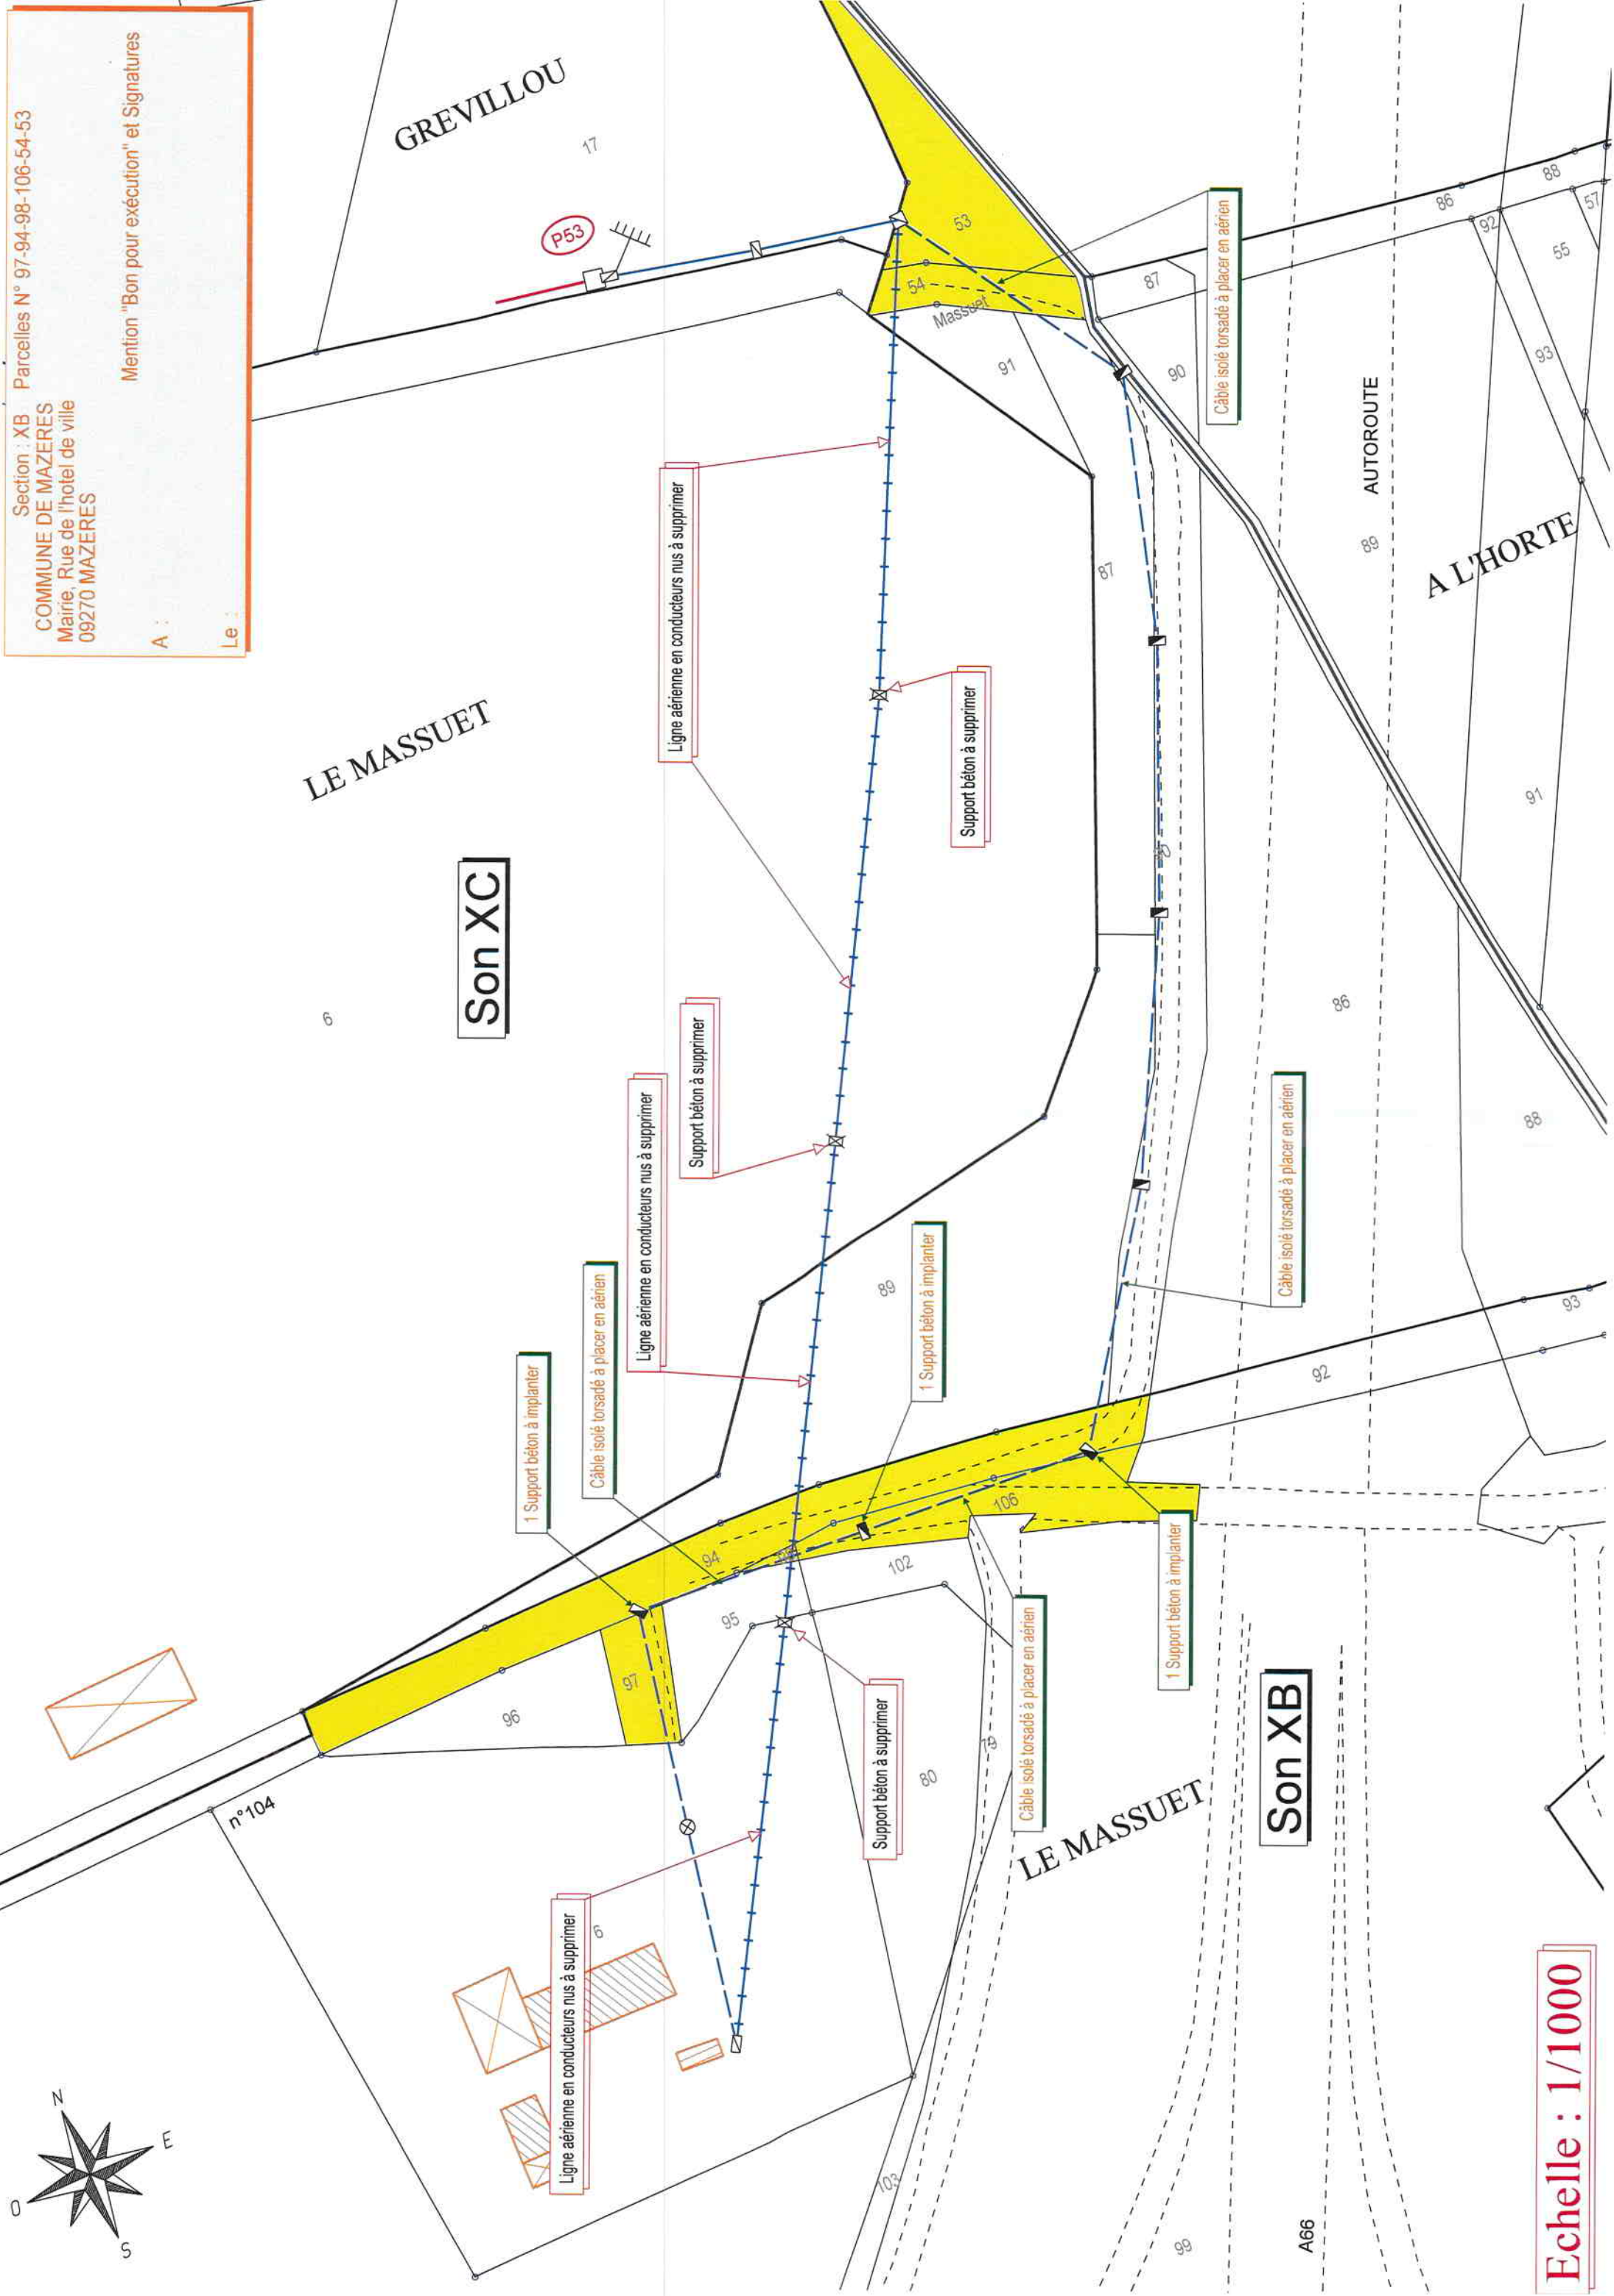 Section : XB Parcelles N° 97-94-98-106-54-53
COMMUNE DE MAZERES
Mairie, Rue de l'hotel de ville
09270 MAZERES
Mention "Bon pour exécution" et Signatures
A :
Le :
GREVILLOU
17
P53
53
54
Massuet
91
87
90
86
88
92
57
55
93
Câble isolé torsadé à placer en aérien
AUTOROUTE
89
A L'HORTE
91
LE MASSUET
Son XC
6
Ligne aérienne en conducteurs nus à supprimer
Support béton à supprimer
87
86
88
Support béton à supprimer
Ligne aérienne en conducteurs nus à supprimer
Câble isolé torsadé à placer en aérien
1 Support béton à implanter
89
1 Support béton à implanter
Câble isolé torsadé à placer en aérien
92
93
94
98
106
102
95
97
96
1 Support béton à implanter
Câble isolé torsadé à placer en aérien
Support béton à supprimer
80
79
LE MASSUET
Son XB
n°104
6
Ligne aérienne en conducteurs nus à supprimer
103
99
A66
N
E
S
O
Echelle : 1/1000